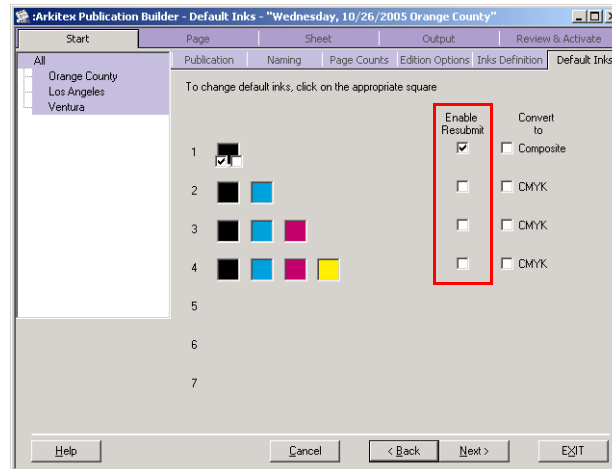 :Arkitex Publication Builder - Default Inks - "Wednesday, 10/26/2005 Orange County"
Start Page Sheet Output Review & Activate
All
Orange County
Los Angeles
Ventura
Publication Naming Page Counts Edition Options Inks Definition Default Inks
To change default inks, click on the appropriate square
Enable Resubmit
Convert to
1 Composite
2 CMYK
3 CMYK
4 CMYK
5
6
7
Help Cancel < Back Next > EXIT